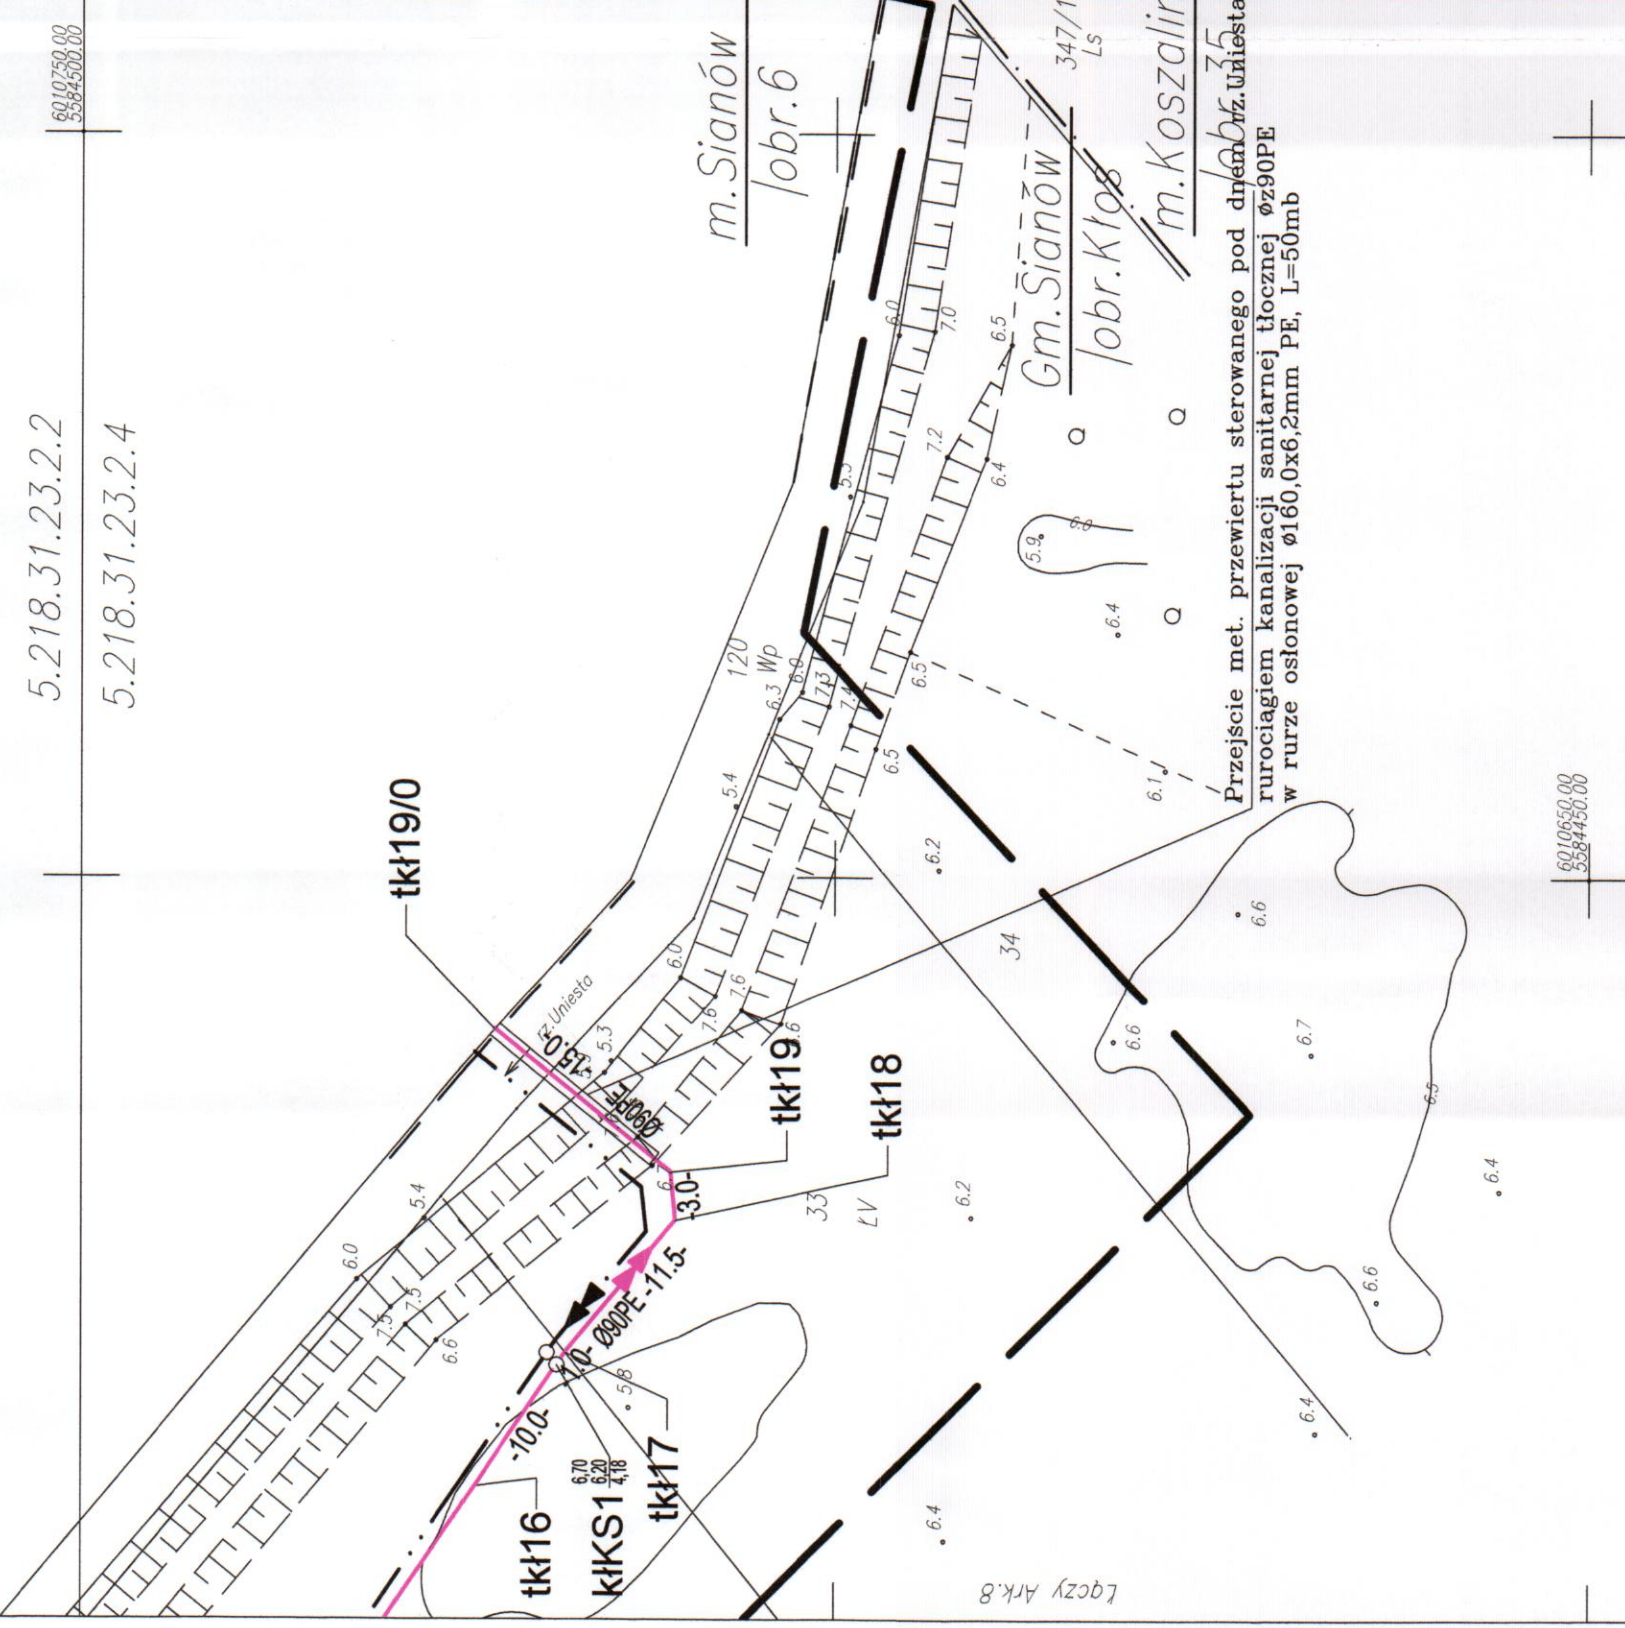 5.218.31.23.2.2
5.218.31.23.2.4
6010750.00
5584500.00
m.Sianów
obr.6
Gm.Sianów
obr.Kłos
347/1
Ls
m.Koszalin
obr.35
Przejście met. przewiertu sterowanego pod dnem rz.Uniesta
rurociągiem kanalizacji sanitarnej tłocznej øz90PE
w rurze osłonowej ø160,0x6,2mm PE, L=50mb
6010650.00
5584450.00
tkł19/0
tkł19
tkł18
tkł17
tkł16
kłKS1
6,70
6,20
4,18
rz.Uniesta
-15.0-
Ø90PE
-3.0-
Ø90PE -11.5-
-10.0-
120
Wp
34
33
ŁV
Łączy Ark.8
6.0
7.0
6.5
7.2
6.4
5.9
6.0
6.4
5.5
6.0
6.3
7.3
7.4
6.5
6.5
5.4
6.1
6.2
6.0
7.6
7.6
5.3
6.6
6.6
6.7
6.5
6.4
6.6
6.4
6.2
6.4
5.8
5.4
6.0
7.5
7.5
6.6